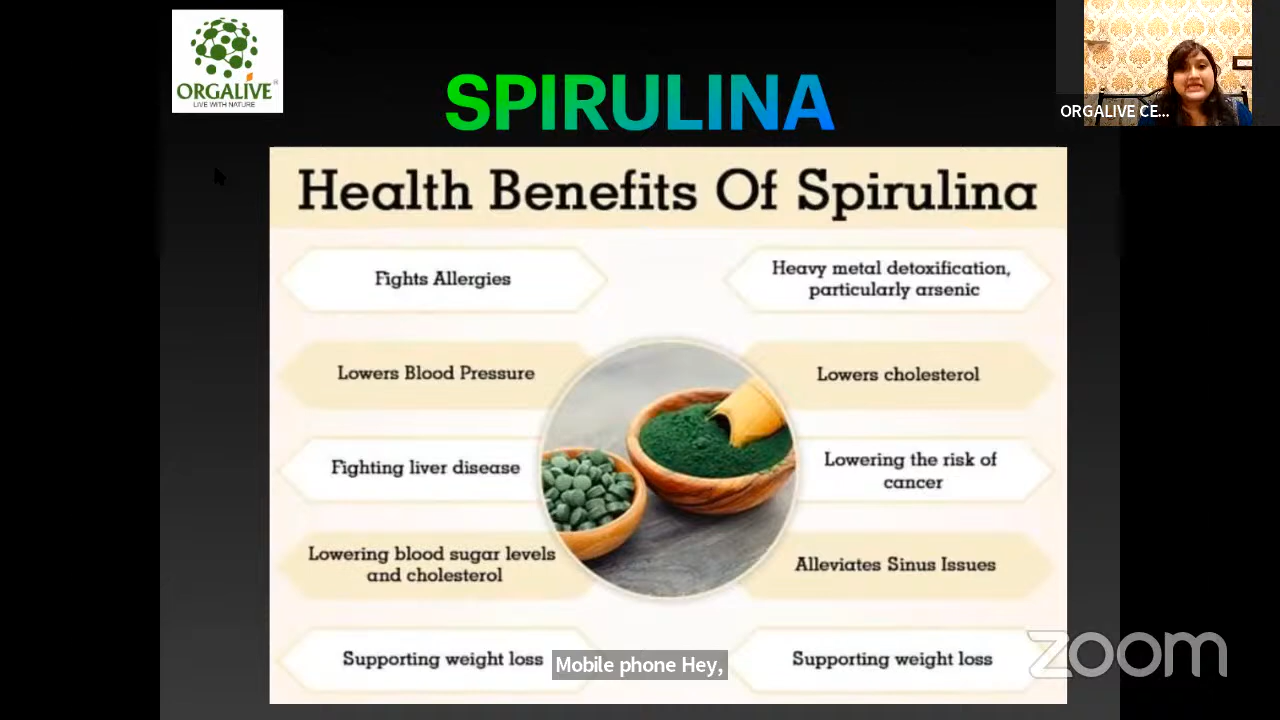 ORGALIVE
LIVE WITH NATURE
SPIRULINA
ORGALIVE CE...
Health Benefits Of Spirulina
Fights Allergies
Heavy metal detoxification,
particularly arsenic
Lowers Blood Pressure
Lowers cholesterol
Fighting liver disease
Lowering the risk of
cancer
Lowering blood sugar levels
and cholesterol
Alleviates Sinus Issues
Supporting weight loss
Supporting weight loss
Mobile phone Hey,
zoom